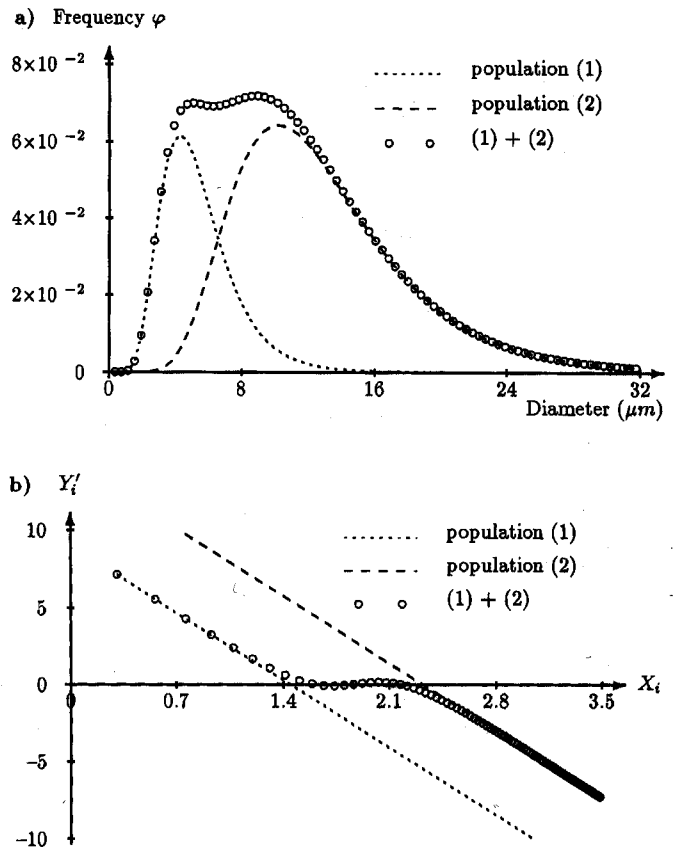 a) Frequency φ
8×10 ⁻²
6×10 ⁻²
4×10 ⁻²
2×10 ⁻²
0
0 8 16 24 32
Diameter (μm)
population (1)
population (2)
(1) + (2)
b) Y'ᵢ
10
5
0
-5
-10
0 0.7 1.4 2.1 2.8 3.5
Xᵢ
population (1)
population (2)
(1) + (2)